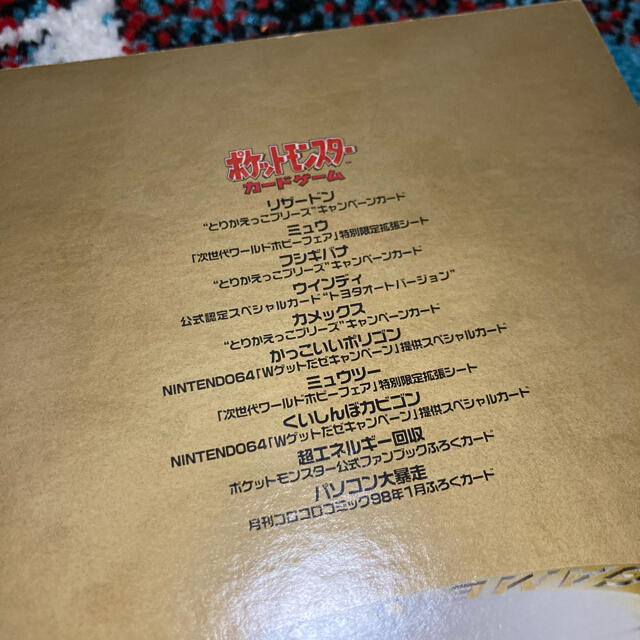 ポケットモンスター
カードゲーム
リザードン
"とりかえっこプリーズ"キャンペーンカード
ミュウ
「次世代ワールドホビーフェア」特別限定拡張シート
フシギバナ
"とりかえっこプリーズ"キャンペーンカード
ウインディ
公式認定スペシャルカード"トヨタオートバージョン"
カメックス
"とりかえっこプリーズ"キャンペーンカード
かっこいいポリゴン
NINTENDO64「Wゲットだぜキャンペーン」提供スペシャルカード
ミュウツー
「次世代ワールドホビーフェア」特別限定拡張シート
くいしんぼカビゴン
NINTENDO64「Wゲットだぜキャンペーン」提供スペシャルカード
超エネルギー回収
ポケットモンスター公式ファンブックふろくカード
パソコン大暴走
月刊コロコロコミック98年1月ふろくカード